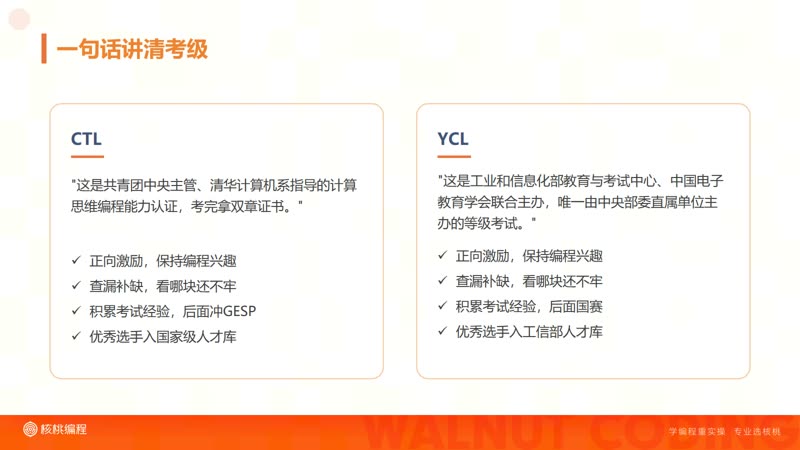 一句话讲清考级
CTL
"这是共青团中央主管、清华计算机系指导的计算
思维编程能力认证，考完拿双章证书。"
✓ 正向激励，保持编程兴趣
✓ 查漏补缺，看哪块还不牢
✓ 积累考试经验，后面冲GESP
✓ 优秀选手入国家级人才库
YCL
"这是工业和信息化部教育与考试中心、中国电子
教育学会联合主办，唯一由中央部委直属单位主
办的等级考试。"
✓ 正向激励，保持编程兴趣
✓ 查漏补缺，看哪块还不牢
✓ 积累考试经验，后面国赛
✓ 优秀选手入工信部人才库
核桃编程
WALNUT CODING
学编程重实操 专业选核桃